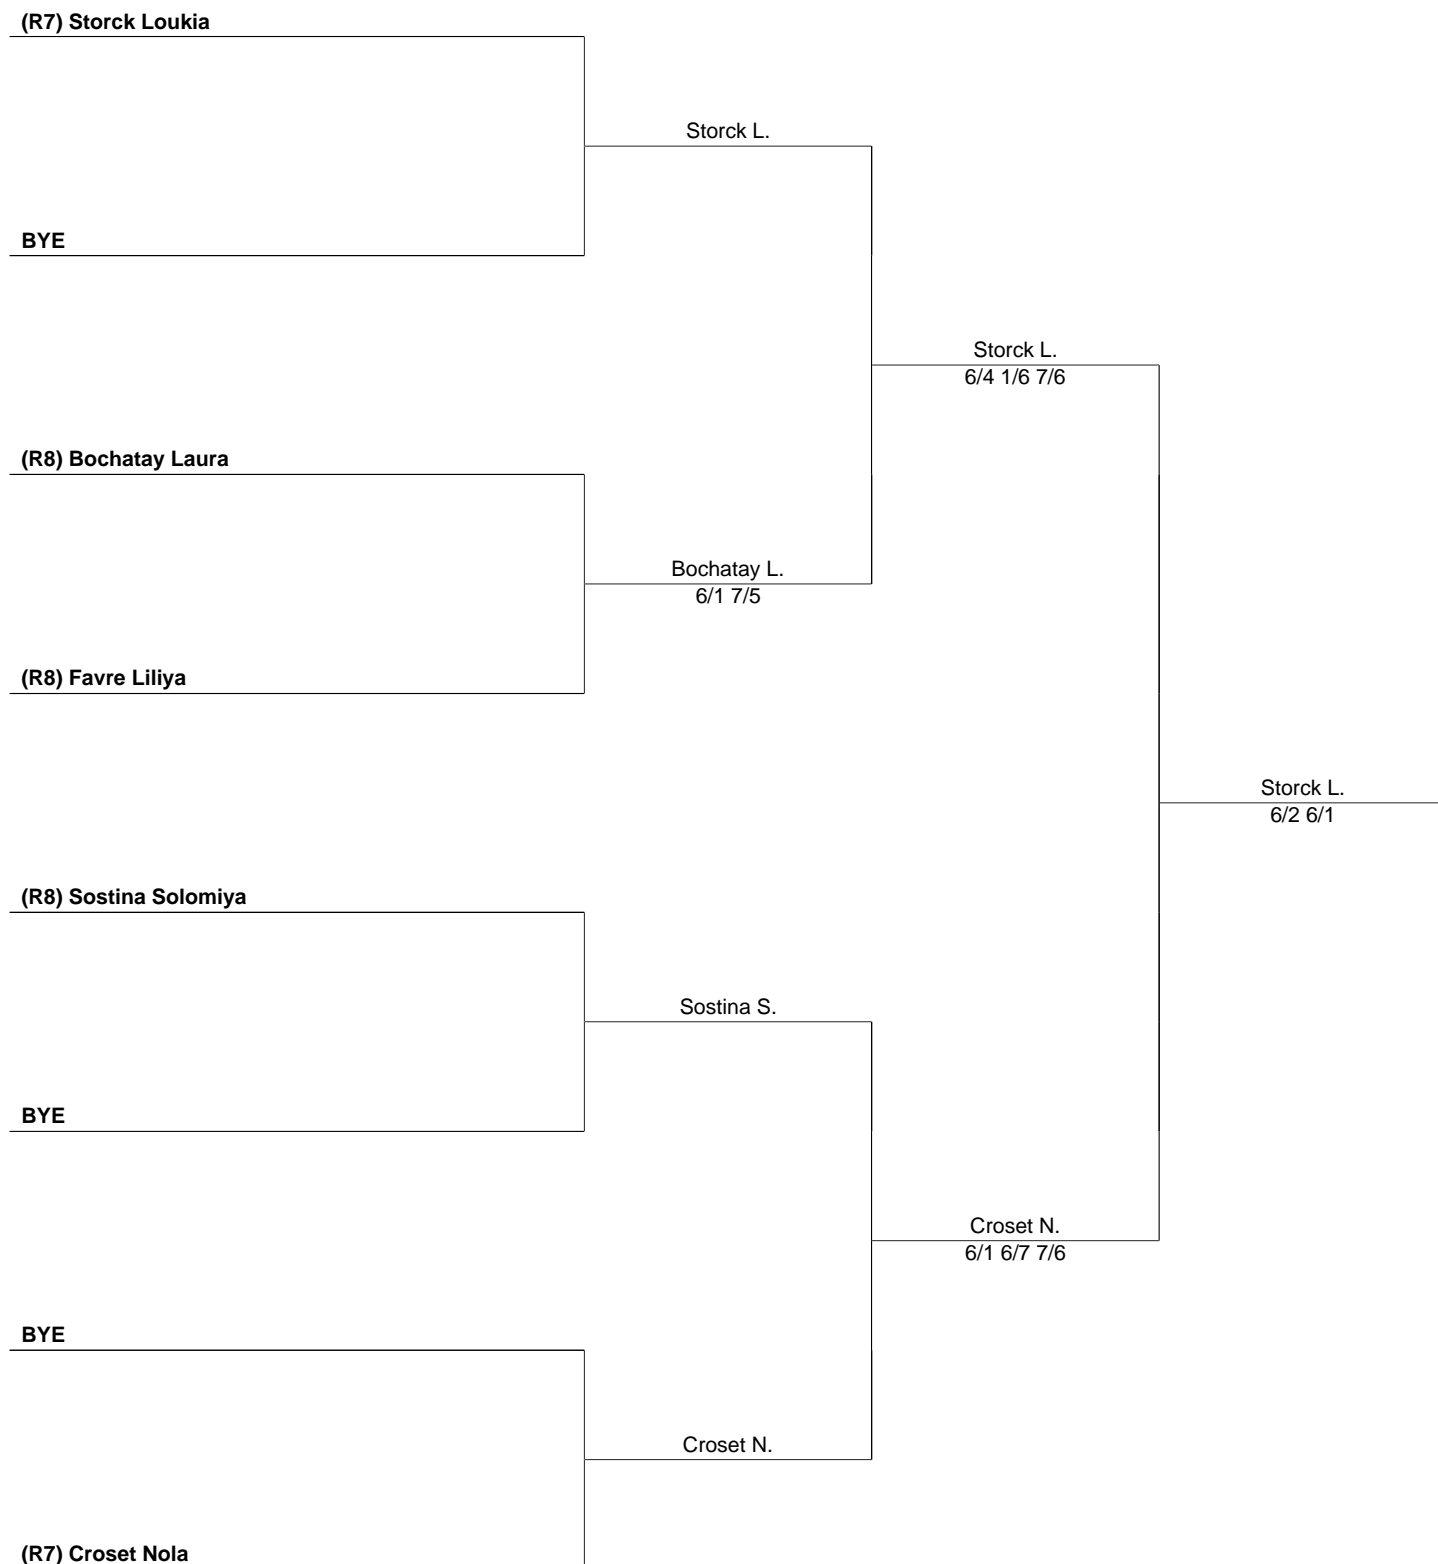 (R7) Storck Loukia
Storck L.
BYE
Storck L.
6/4 1/6 7/6
(R8) Bochatay Laura
Bochatay L.
6/1 7/5
(R8) Favre Liliya
Storck L.
6/2 6/1
(R8) Sostina Solomiya
Sostina S.
BYE
Croset N.
6/1 6/7 7/6
BYE
Croset N.
(R7) Croset Nola